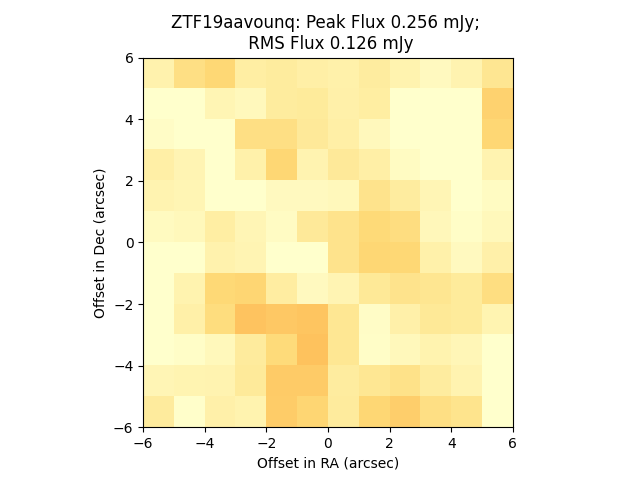 ZTF19aavounq: Peak Flux 0.256 mJy;
RMS Flux 0.126 mJy
6
4
2
0
−2
−4
−6
Offset in Dec (arcsec)
−6 −4 −2 0 2 4 6
Offset in RA (arcsec)